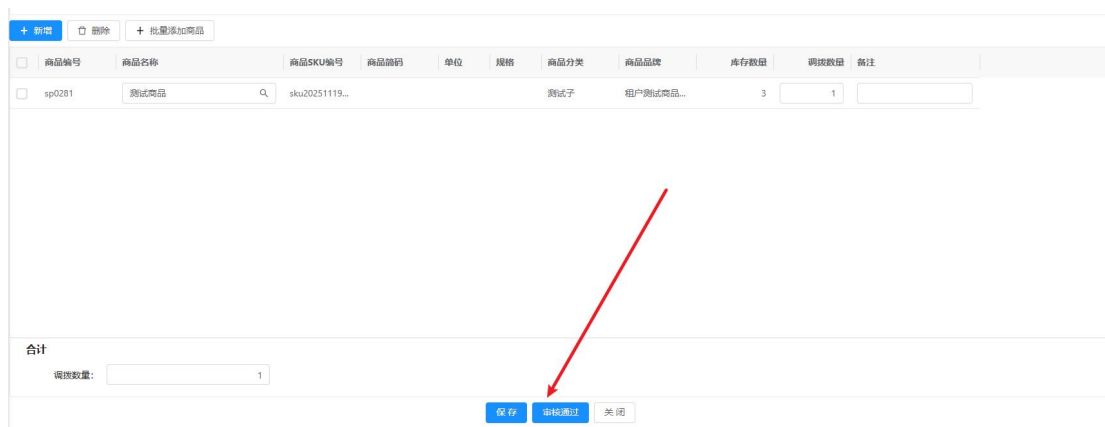 + 新增 删除 + 批量添加商品
商品编号 商品名称 商品SKU编号 商品简码 单位 规格 商品分类 商品品牌 库存数量 调拨数量 备注
sp0281 测试商品 sku20251119... 测试子 租户测试商品... 3 1
合计
调拨数量: 1
保存 审核通过 关闭